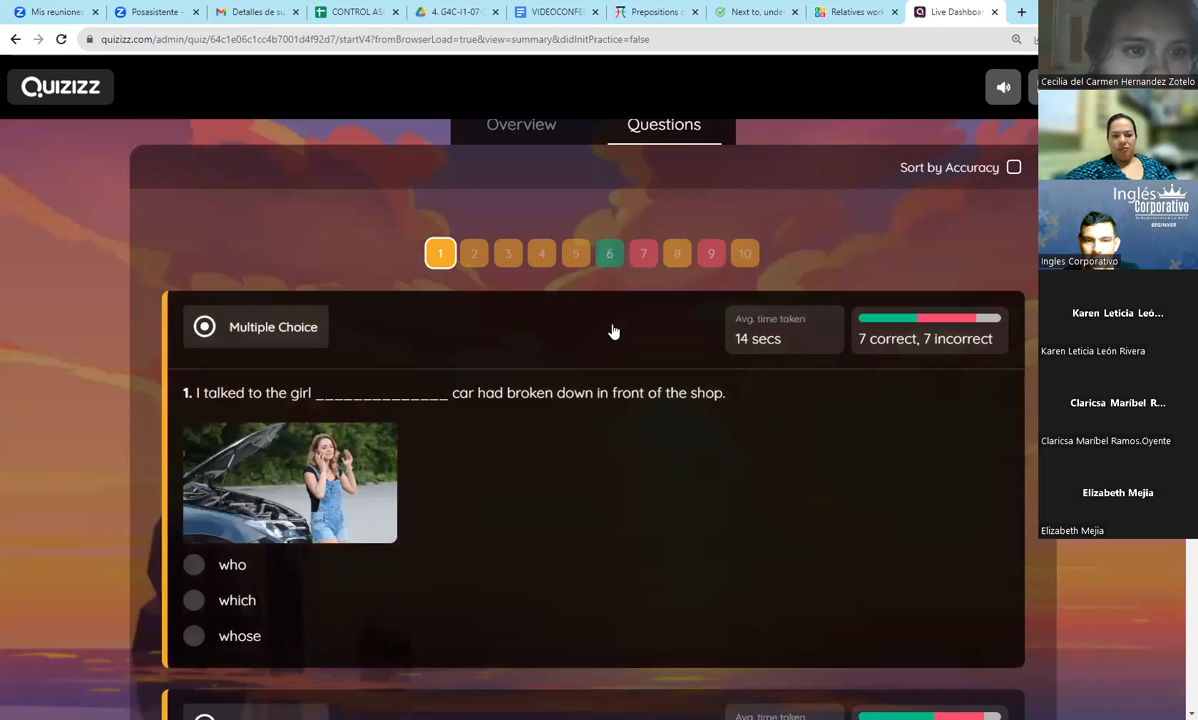 Mis reunione
Posasistente -
Detalles de su
CONTROL ASI
4. G4C-I1-07-
VIDEOCONFE
Prepositions o
Next to, under
Relatives work
Live Dashboa
quizizz.com/admin/quiz/64c1e06c1cc4b7001d4f92d7/startV4?fromBrowserLoad=true&view=summary&didInitPractice=false
QUIZIZZ
Overview
Questions
Sort by Accuracy
1 2 3 4 5 6 7 8 9 10
Multiple Choice
Avg. time taken
14 secs
7 correct, 7 incorrect
1. I talked to the girl ______________ car had broken down in front of the shop.
who
which
whose
Avg. time taken
Cecilia del Carmen Hernandez Zotelo
Inglés
Corporativo
BEGINNER
Ingles Corporativo
Karen Leticia Leó...
Karen Leticia León Rivera
Claricsa Maríbel R...
Claricsa Maríbel Ramos.Oyente
Elizabeth Mejia
Elizabeth Mejia